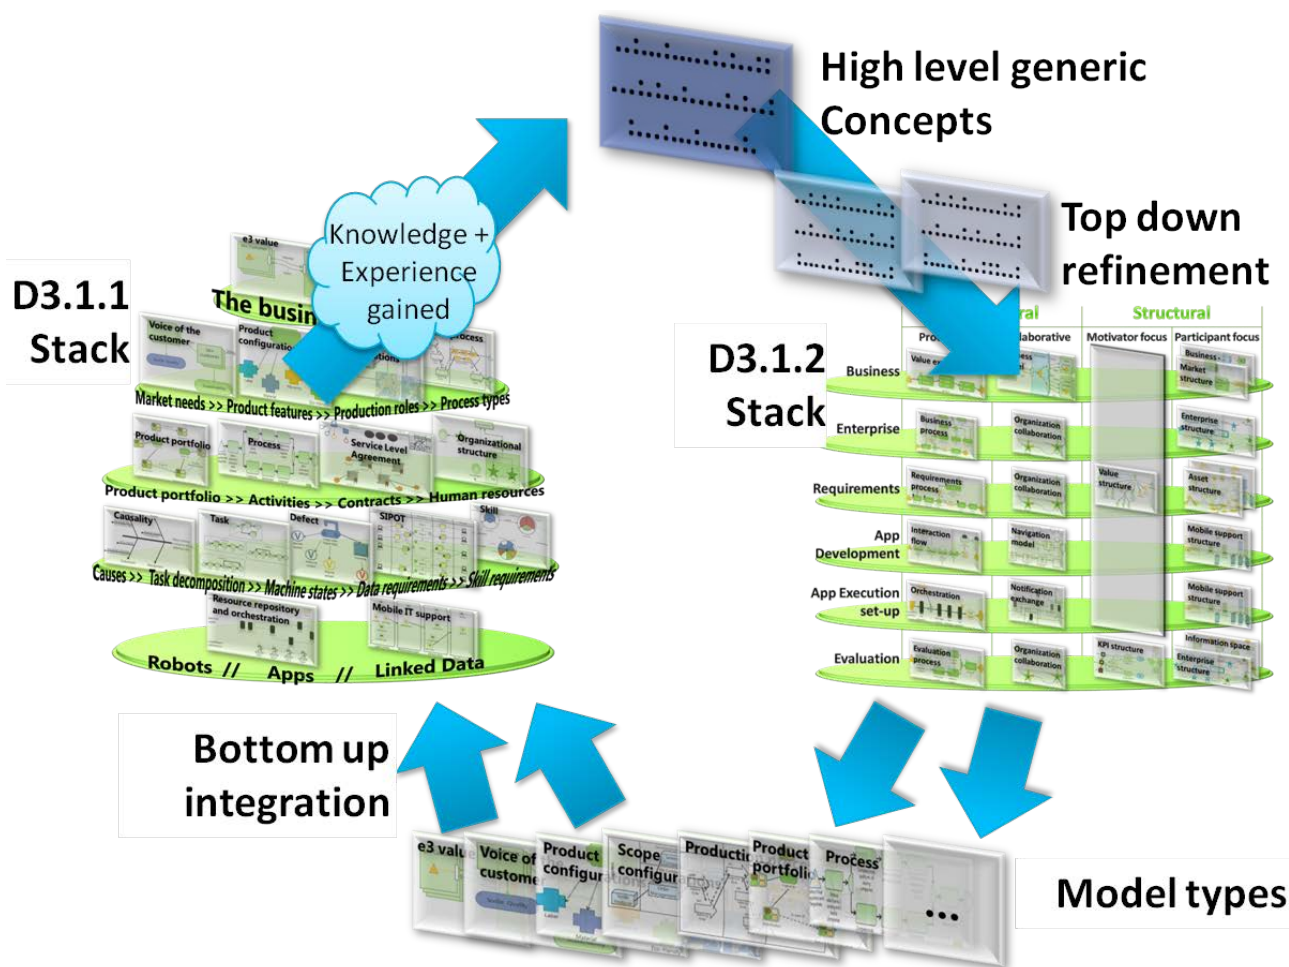 High level generic
Concepts
Top down
refinement
Knowledge +
Experience
gained
D3.1.1
Stack
e3 value
The
Voice of the
customer
Product
configuration
Market needs >> Product features >> Production roles >> Process types
Product portfolio
Process
Service Level
Agreement
Organizational
structure
Product portfolio >> Activities >> Contracts >> Human resources
Causality
Task
Defect
SIPOT
Skill
Causes >> Task decomposition >> Machine states >> Data requirements >> Skill requirements
Resource repository
and orchestration
Mobile IT support
Robots // Apps // Linked Data
D3.1.2
Stack
Structural
Motivator focus
Participant focus
Business
Business
Market
structure
Enterprise
Business
process
Organization
collaboration
Enterprise
structure
Requirements
Requirements
process
Organization
collaboration
Value
structure
Asset
structure
App
Development
Interaction
flow
Navigation
model
Mobile support
structure
App Execution
set-up
Orchestration
Notification
exchange
Mobile support
structure
Evaluation
Evaluation
process
Organization
collaboration
KPI structure
Information space
Enterprise
structure
Bottom up
integration
e3 value
Voice of
customer
Product
Scope
Product
portfolio
Process
...
Model types